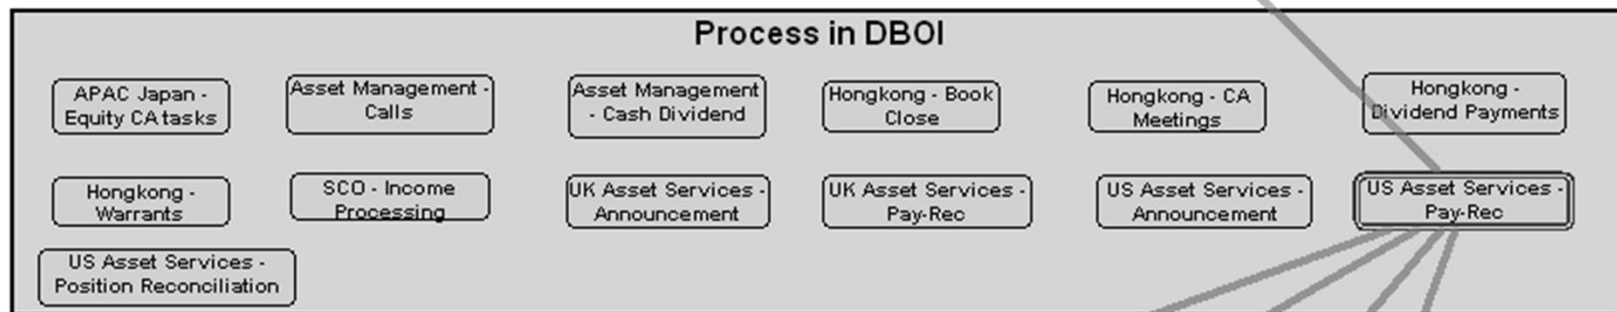 Process in DBOI
APAC Japan -
Equity CA tasks
Asset Management -
Calls
Asset Management
- Cash Dividend
Hongkong - Book
Close
Hongkong - CA
Meetings
Hongkong -
Dividend Payments
Hongkong -
Warrants
SCO - Income
Processing
UK Asset Services -
Announcement
UK Asset Services -
Pay-Rec
US Asset Services -
Announcement
US Asset Services -
Pay-Rec
US Asset Services -
Position Reconciliation